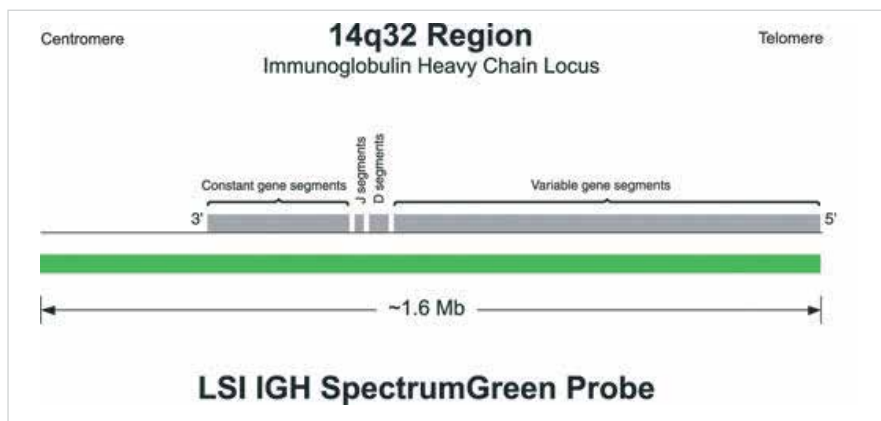 Centromere
14q32 Region
Telomere
Immunoglobulin Heavy Chain Locus
Constant gene segments
J segments
D segments
Variable gene segments
3'
5'
~1.6 Mb
LSI IGH SpectrumGreen Probe